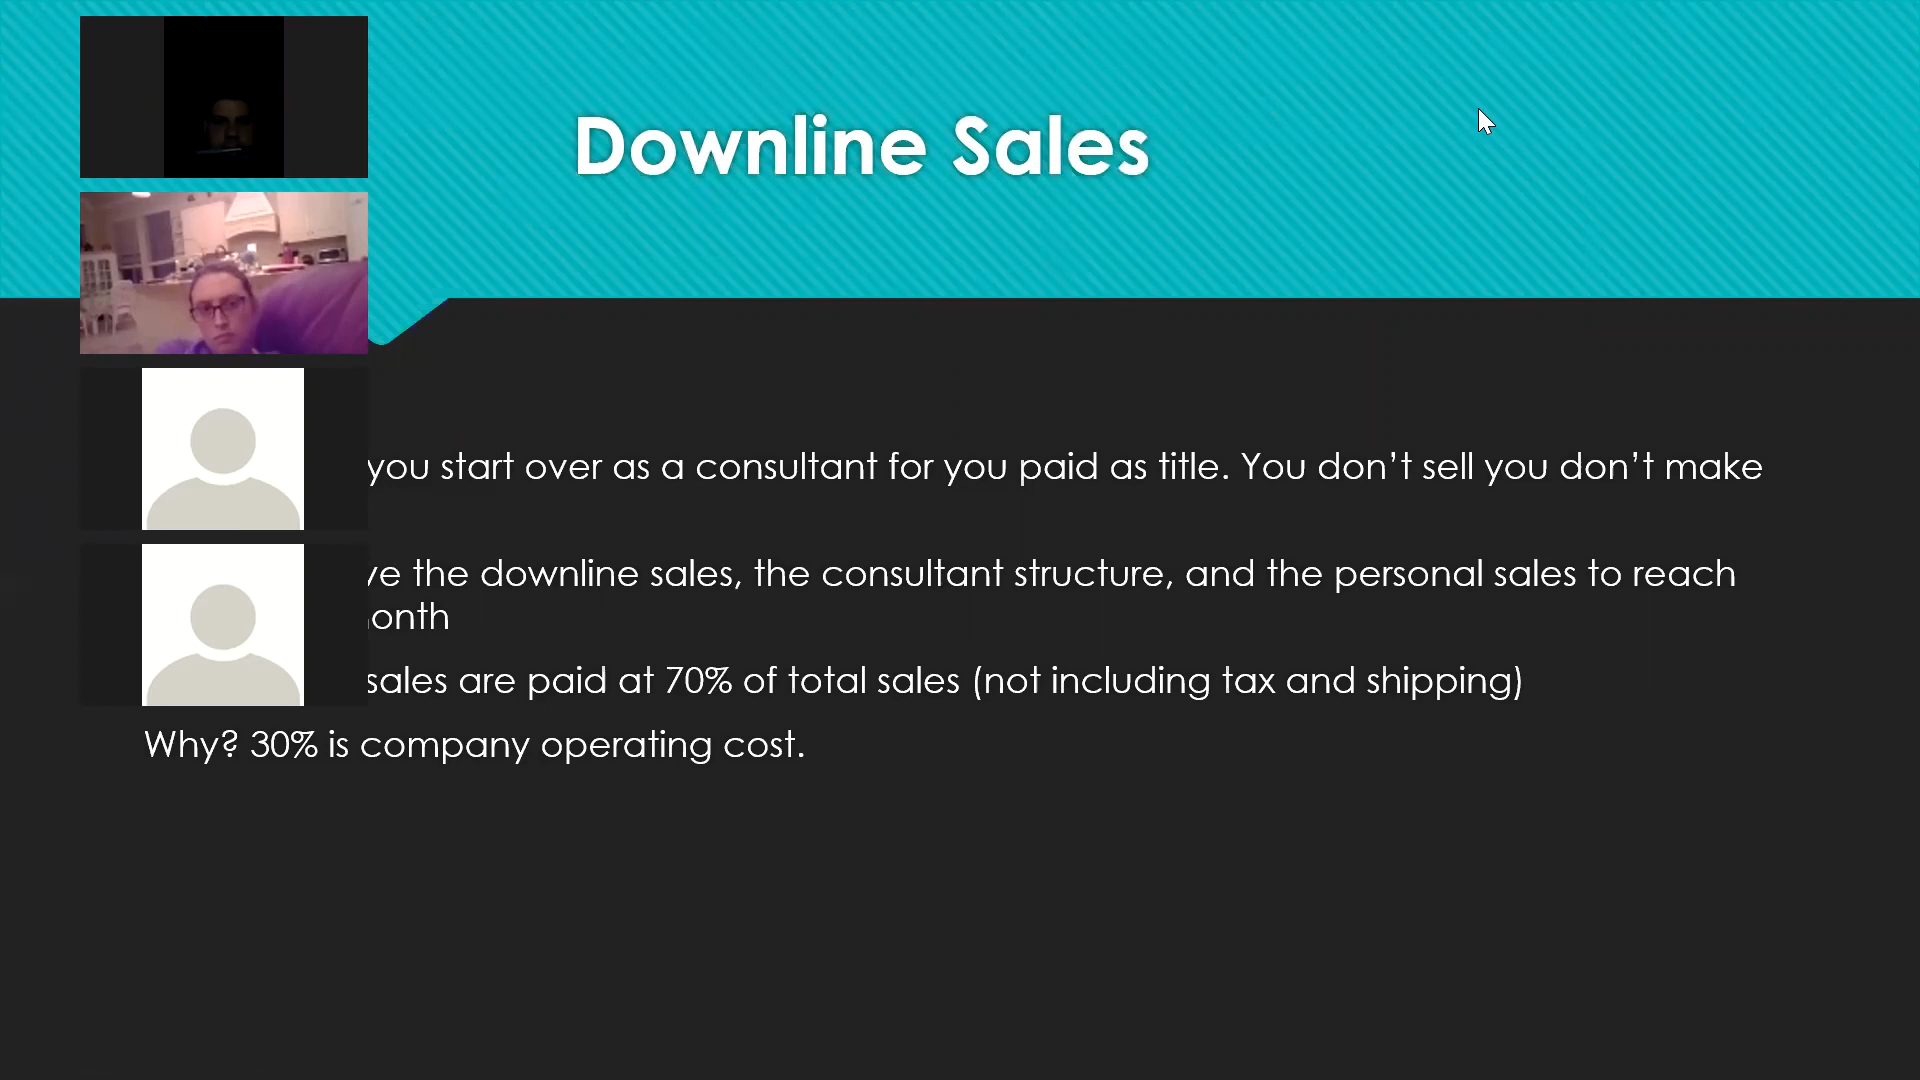 Downline Sales
you start over as a consultant for you paid as title. You don’t sell you don’t make
the downline sales, the consultant structure, and the personal sales to reach
sales are paid at 70% of total sales (not including tax and shipping)
Why? 30% is company operating cost.